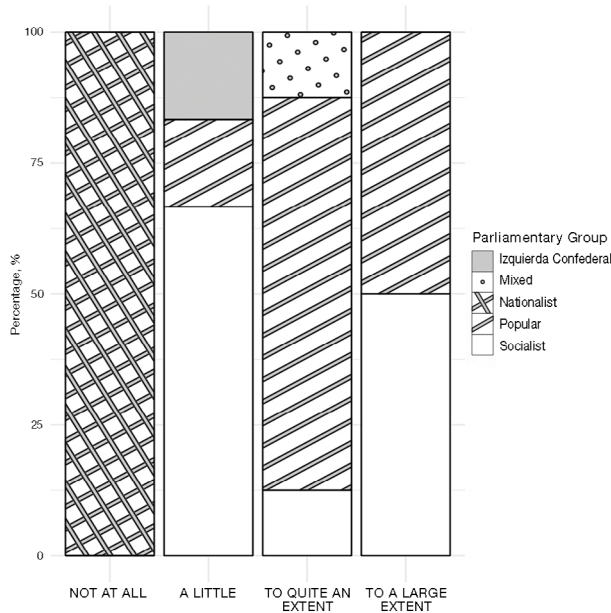 100
75
50
25
0
Percentage, %
NOT AT ALL
A LITTLE
TO QUITE AN
EXTENT
TO A LARGE
EXTENT
Parliamentary Group
Izquierda Confederal
Mixed
Nationalist
Popular
Socialist